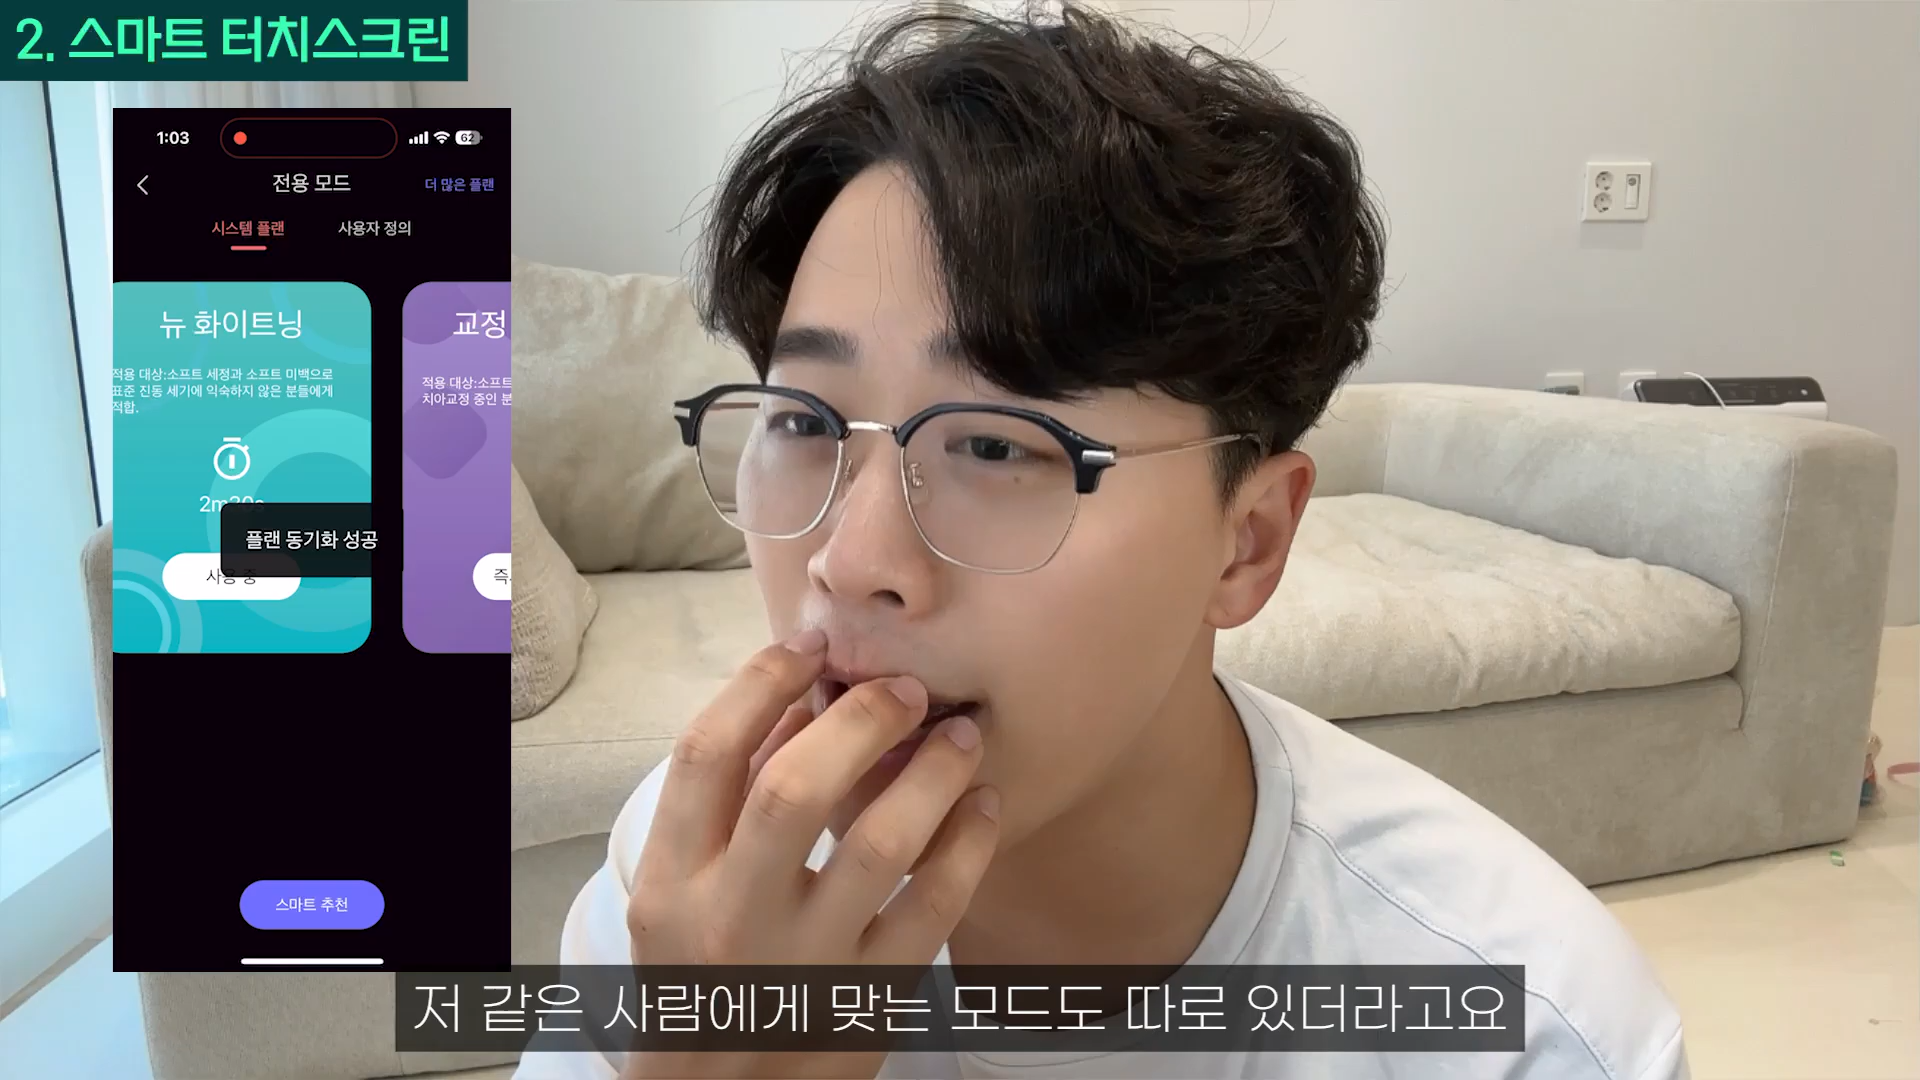 2. 스마트 터치스크린
1:03
62
전용 모드
더 많은 플랜
시스템 플랜
사용자 정의
뉴 화이트닝
적용 대상:소프트 세정과 소프트 미백으로
표준 진동 세기에 익숙하지 않은 분들에게
적합.
2m30s
플랜 동기화 성공
사용 중
교정
적용 대상:소프트
치아교정 중인 분
즉
스마트 추천
저 같은 사람에게 맞는 모드도 따로 있더라고요